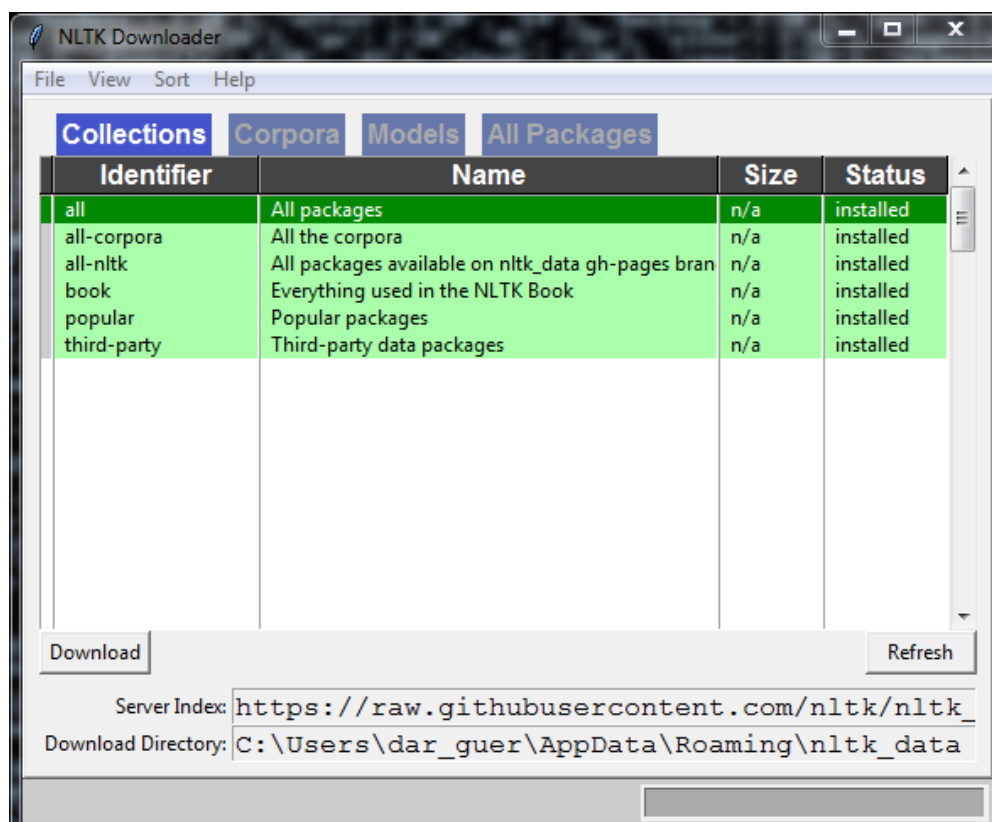 NLTK Downloader
File View Sort Help
Collections Corpora Models All Packages
Identifier Name Size Status
all All packages n/a installed
all-corpora All the corpora n/a installed
all-nltk All packages available on nltk_data gh-pages bran n/a installed
book Everything used in the NLTK Book n/a installed
popular Popular packages n/a installed
third-party Third-party data packages n/a installed
Download Refresh
Server Index: https://raw.githubusercontent.com/nltk/nltk_
Download Directory: C:\Users\dar_guer\AppData\Roaming\nltk_data